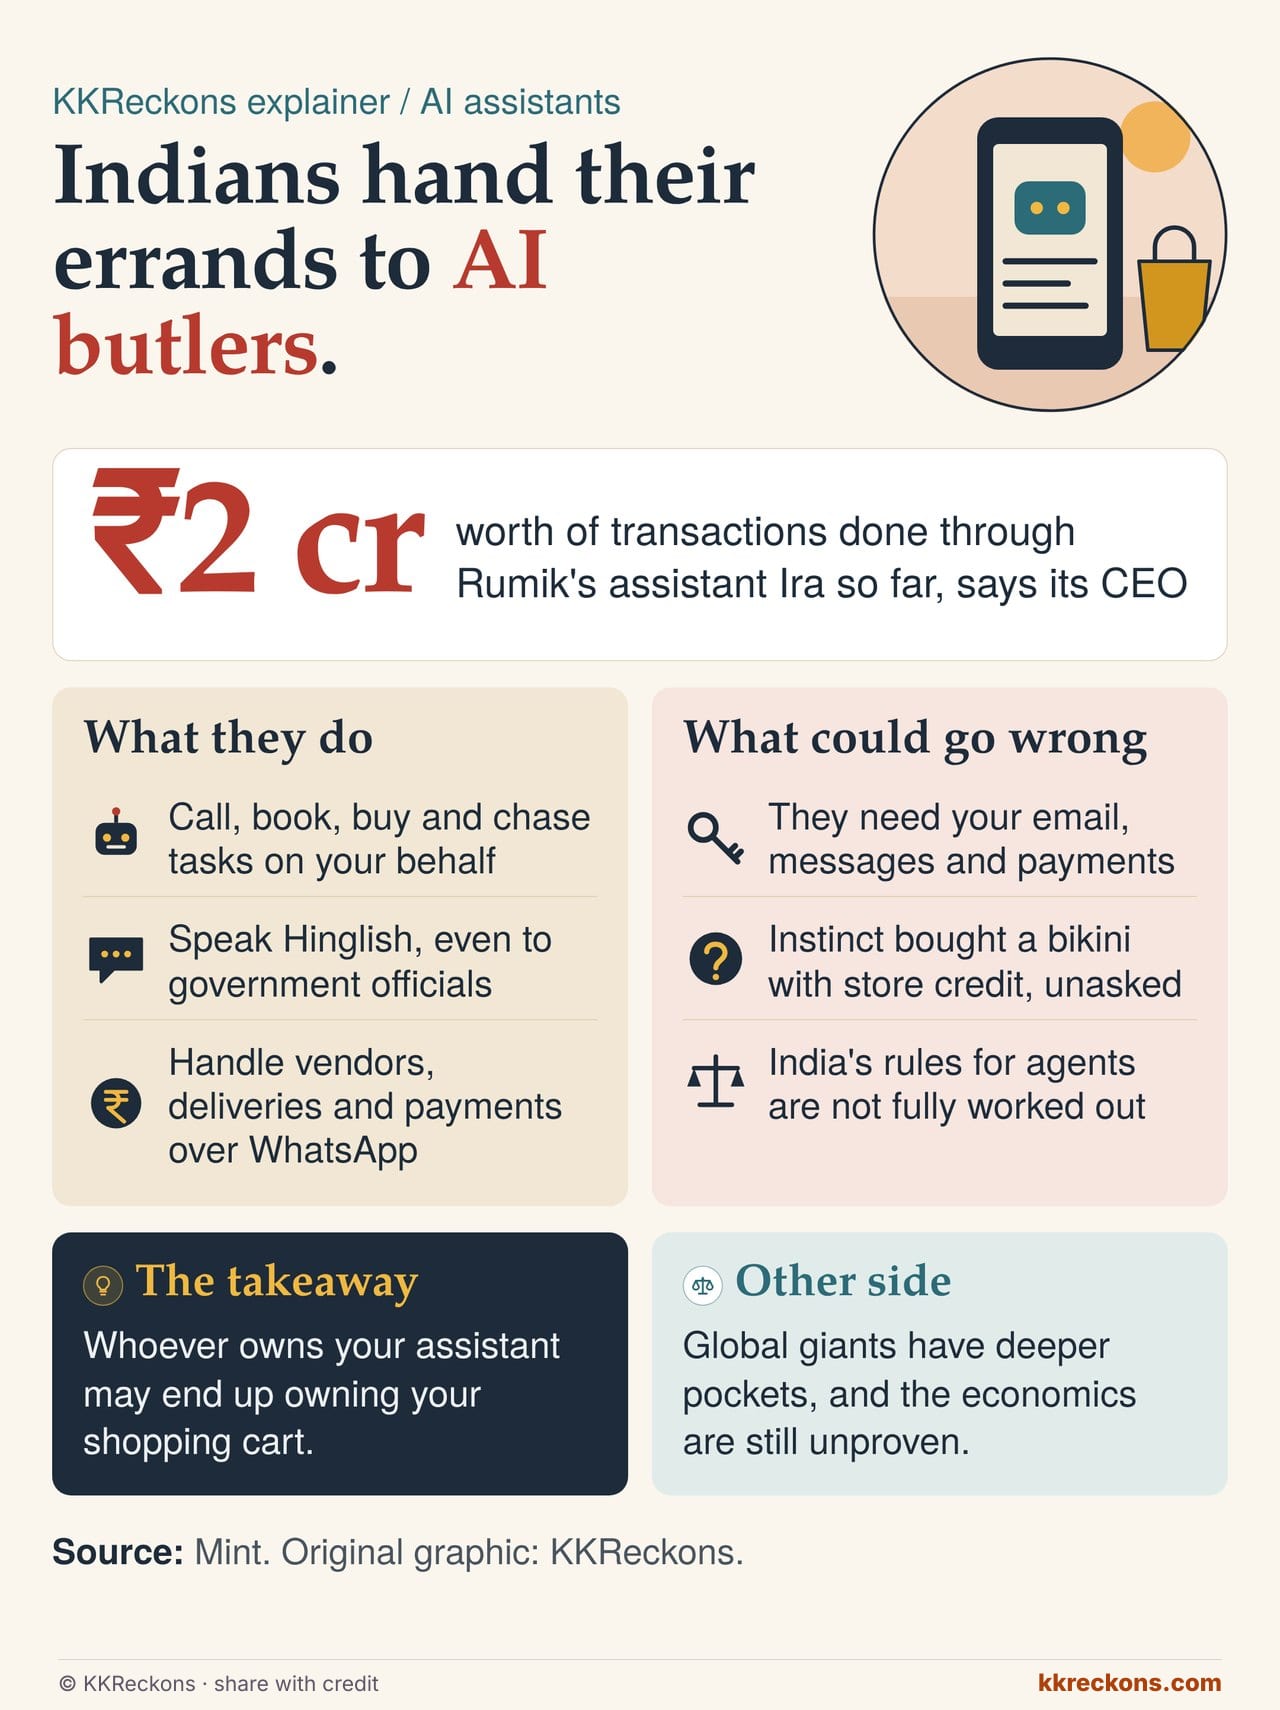 KKReckons explainer / AI assistants
Indians hand their
errands to AI
butlers.
₹2 cr
worth of transactions done through
Rumik's assistant Ira so far, says its CEO
What they do
Call, book, buy and chase
tasks on your behalf
Speak Hinglish, even to
government officials
₹
Handle vendors,
deliveries and payments
over WhatsApp
What could go wrong
They need your email,
messages and payments
?
Instinct bought a bikini
with store credit, unasked
India's rules for agents
are not fully worked out
The takeaway
Whoever owns your assistant
may end up owning your
shopping cart.
Other side
Global giants have deeper
pockets, and the economics
are still unproven.
Source: Mint. Original graphic: KKReckons.
© KKReckons · share with credit
kkreckons.com